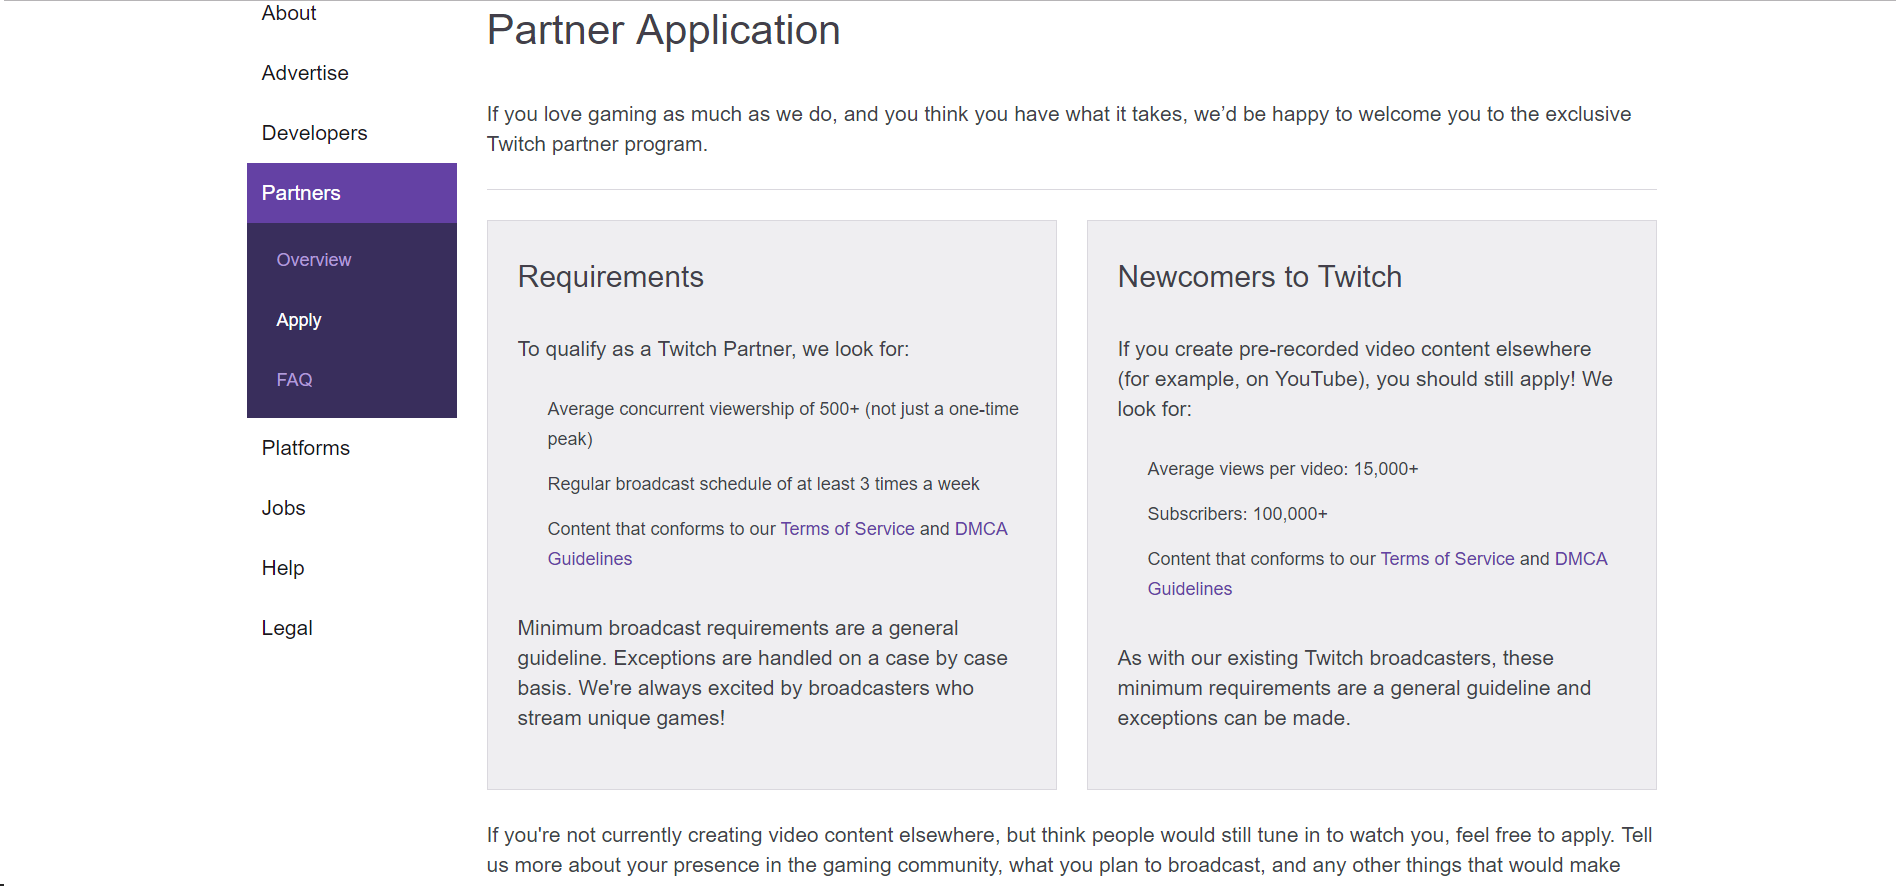 About
Advertise
Developers
Partners
Overview
Apply
FAQ
Platforms
Jobs
Help
Legal
Partner Application
If you love gaming as much as we do, and you think you have what it takes, we’d be happy to welcome you to the exclusive
Twitch partner program.
Requirements
To qualify as a Twitch Partner, we look for:
Average concurrent viewership of 500+ (not just a one-time
peak)
Regular broadcast schedule of at least 3 times a week
Content that conforms to our Terms of Service and DMCA
Guidelines
Minimum broadcast requirements are a general
guideline. Exceptions are handled on a case by case
basis. We're always excited by broadcasters who
stream unique games!
Newcomers to Twitch
If you create pre-recorded video content elsewhere
(for example, on YouTube), you should still apply! We
look for:
Average views per video: 15,000+
Subscribers: 100,000+
Content that conforms to our Terms of Service and DMCA
Guidelines
As with our existing Twitch broadcasters, these
minimum requirements are a general guideline and
exceptions can be made.
If you're not currently creating video content elsewhere, but think people would still tune in to watch you, feel free to apply. Tell
us more about your presence in the gaming community, what you plan to broadcast, and any other things that would make